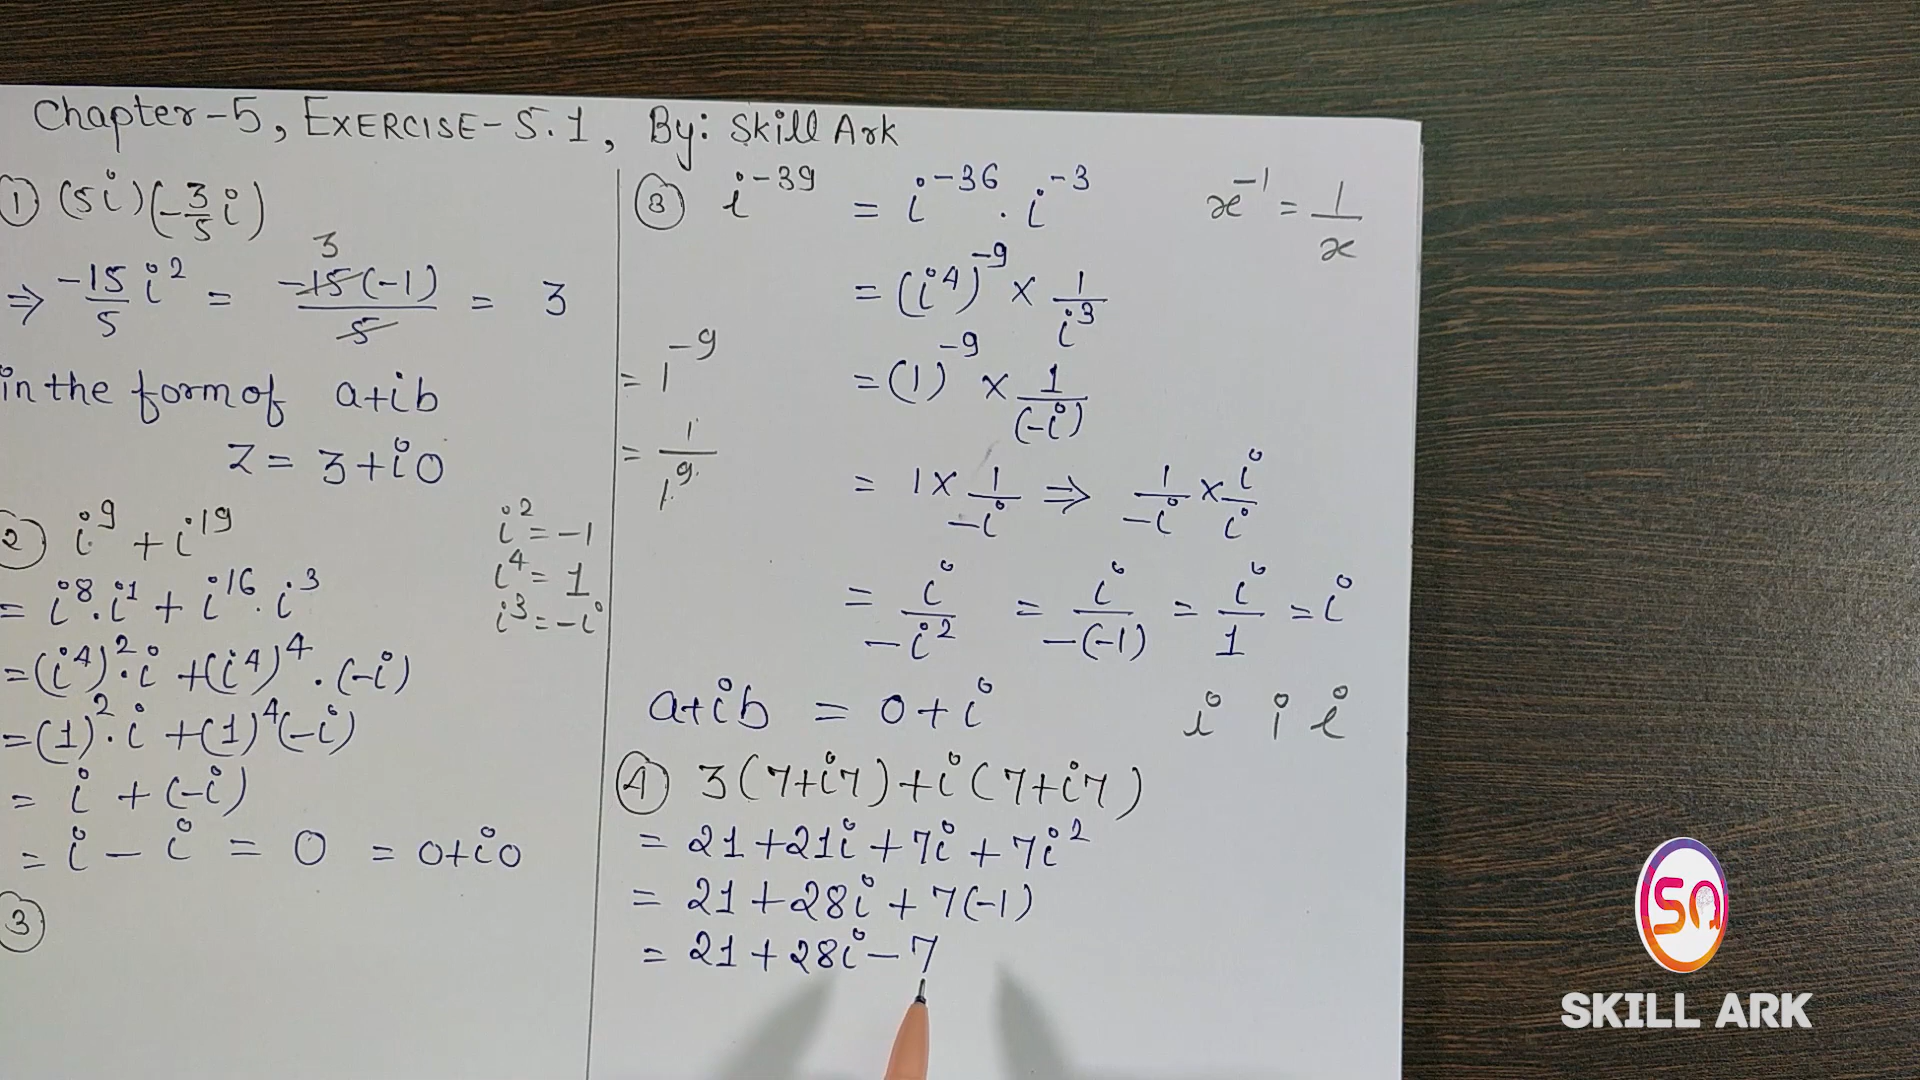 Chapter-5, EXERCISE-5.1, By: Skill Ark
① (5i)(-3/5 i)
⇒ -15/5 i² = -15(-1)/5 = 3
3
in the form of a+ib
z = 3+i0
② i⁹ + i¹⁹
= i⁸.i¹ + i¹⁶.i³
= (i⁴)².i + (i⁴)⁴.(-i)
= (1)².i + (1)⁴(-i)
= i + (-i)
= i - i = 0 = 0+i0
i² = -1
i⁴ = 1
i³ = -i
③
③ i⁻³⁹ = i⁻³⁶ . i⁻³
x⁻¹ = 1/x
= (i⁴)⁻⁹ × 1/i³
= (1)⁻⁹ × 1/(-i)
= 1⁻⁹
= 1/1⁹
= 1 × 1/-i ⇒ 1/-i × i/i
= i/-i² = i/-(-1) = i/1 = i
a+ib = 0+i
i i i
④ 3(7+i7)+i(7+i7)
= 21+21i+7i+7i²
= 21+28i+7(-1)
= 21+28i-7
SA
SKILL ARK